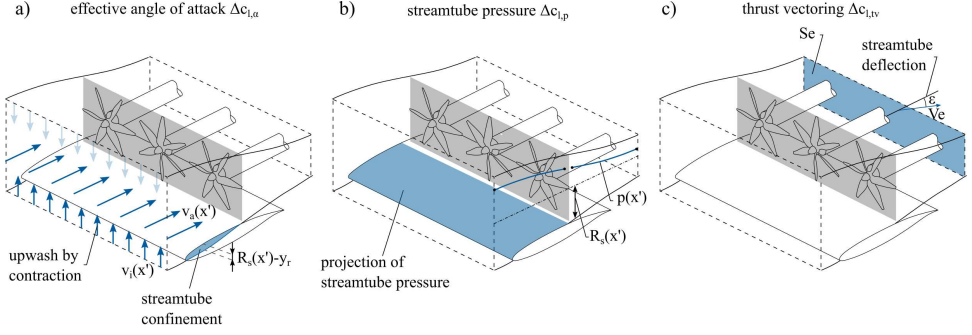 a) effective angle of attack Δc_{l,α}
b) streamtube pressure Δc_{l,p}
c) thrust vectoring Δc_{l,tv}
v_a(x')
upwash by
contraction
v_i(x')
streamtube
confinement
R_s(x')-y_r
projection of
streamtube pressure
p(x')
R_s(x')
Se
streamtube
deflection
ε
Ve